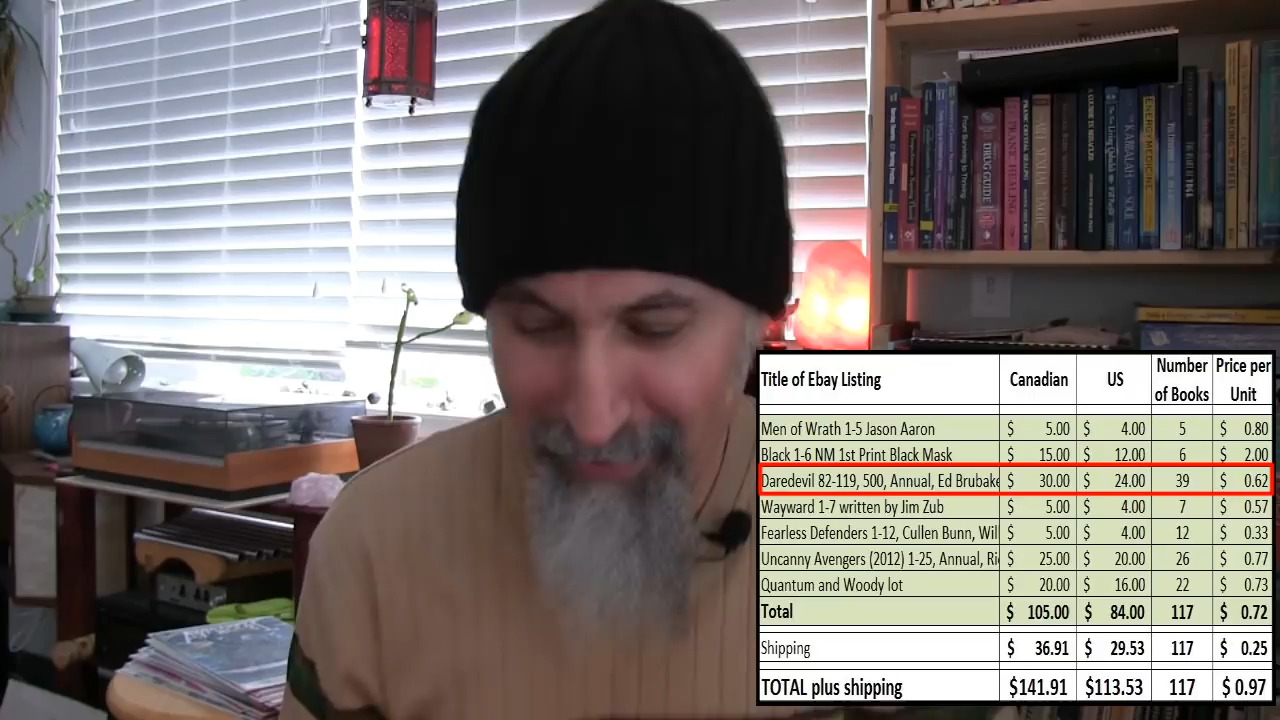 DRUG GUIDE
PRANIC HEALING
KABALAH
ENERGY MEDICINE
Title of Ebay Listing Canadian US Number of Books Price per Unit
Men of Wrath 1-5 Jason Aaron $ 5.00 $ 4.00 5 $ 0.80
Black 1-6 NM 1st Print Black Mask $ 15.00 $ 12.00 6 $ 2.00
Daredevil 82-119, 500, Annual, Ed Brubake $ 30.00 $ 24.00 39 $ 0.62
Wayward 1-7 written by Jim Zub $ 5.00 $ 4.00 7 $ 0.57
Fearless Defenders 1-12, Cullen Bunn, Wil $ 5.00 $ 4.00 12 $ 0.33
Uncanny Avengers (2012) 1-25, Annual, Ri $ 25.00 $ 20.00 26 $ 0.77
Quantum and Woody lot $ 20.00 $ 16.00 22 $ 0.73
Total $ 105.00 $ 84.00 117 $ 0.72
Shipping $ 36.91 $ 29.53 117 $ 0.25
TOTAL plus shipping $141.91 $113.53 117 $ 0.97